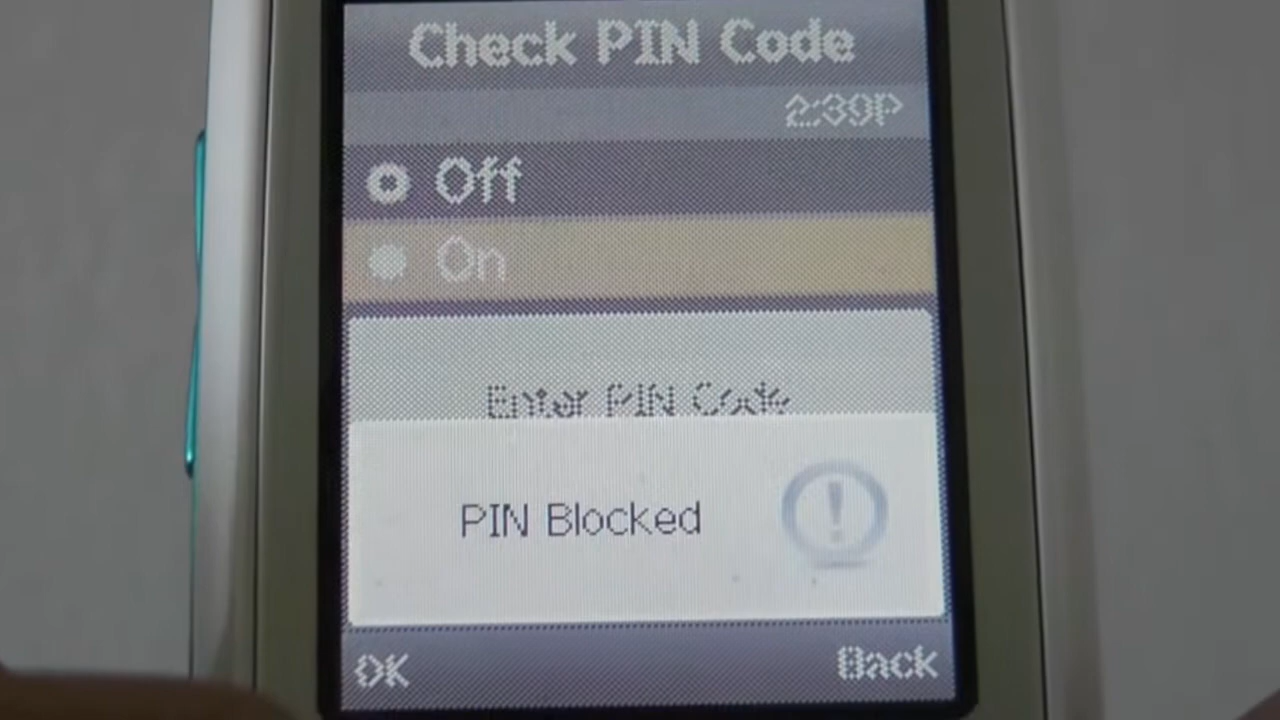 Check PIN Code
2:39P
Off
On
Enter PIN Code
PIN Blocked
OK
Back